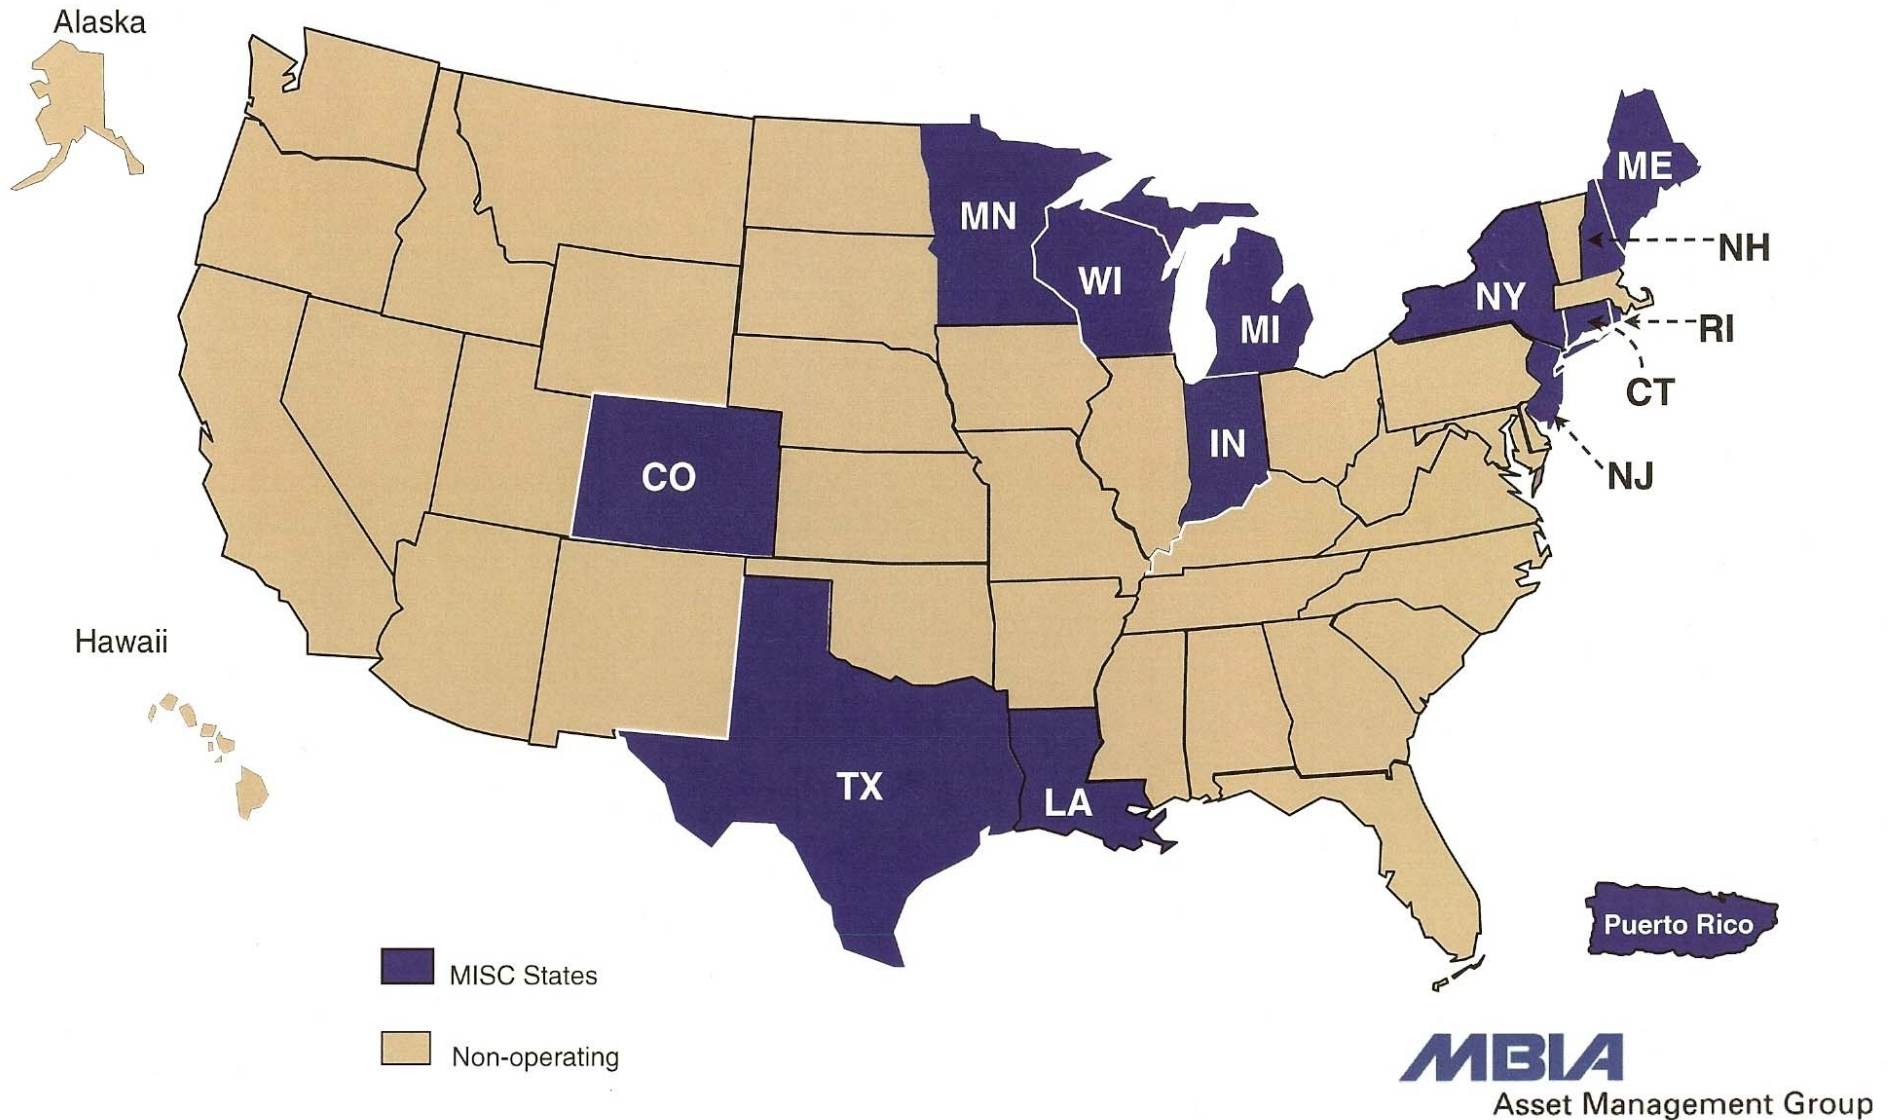 Alaska
ME
MN
NH
WI
NY
MI
RI
CT
IN
CO
NJ
Hawaii
TX
LA
Puerto Rico
MISC States
Non-operating
MBIA
Asset Management Group